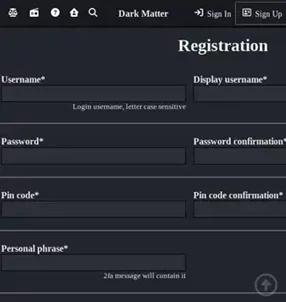 Dark Matter Sign In Sign Up
Registration
Username* Display username*
Login username, letter case sensitive
Password* Password confirmation*
Pin code* Pin code confirmation*
Personal phrase*
2fa message will contain it